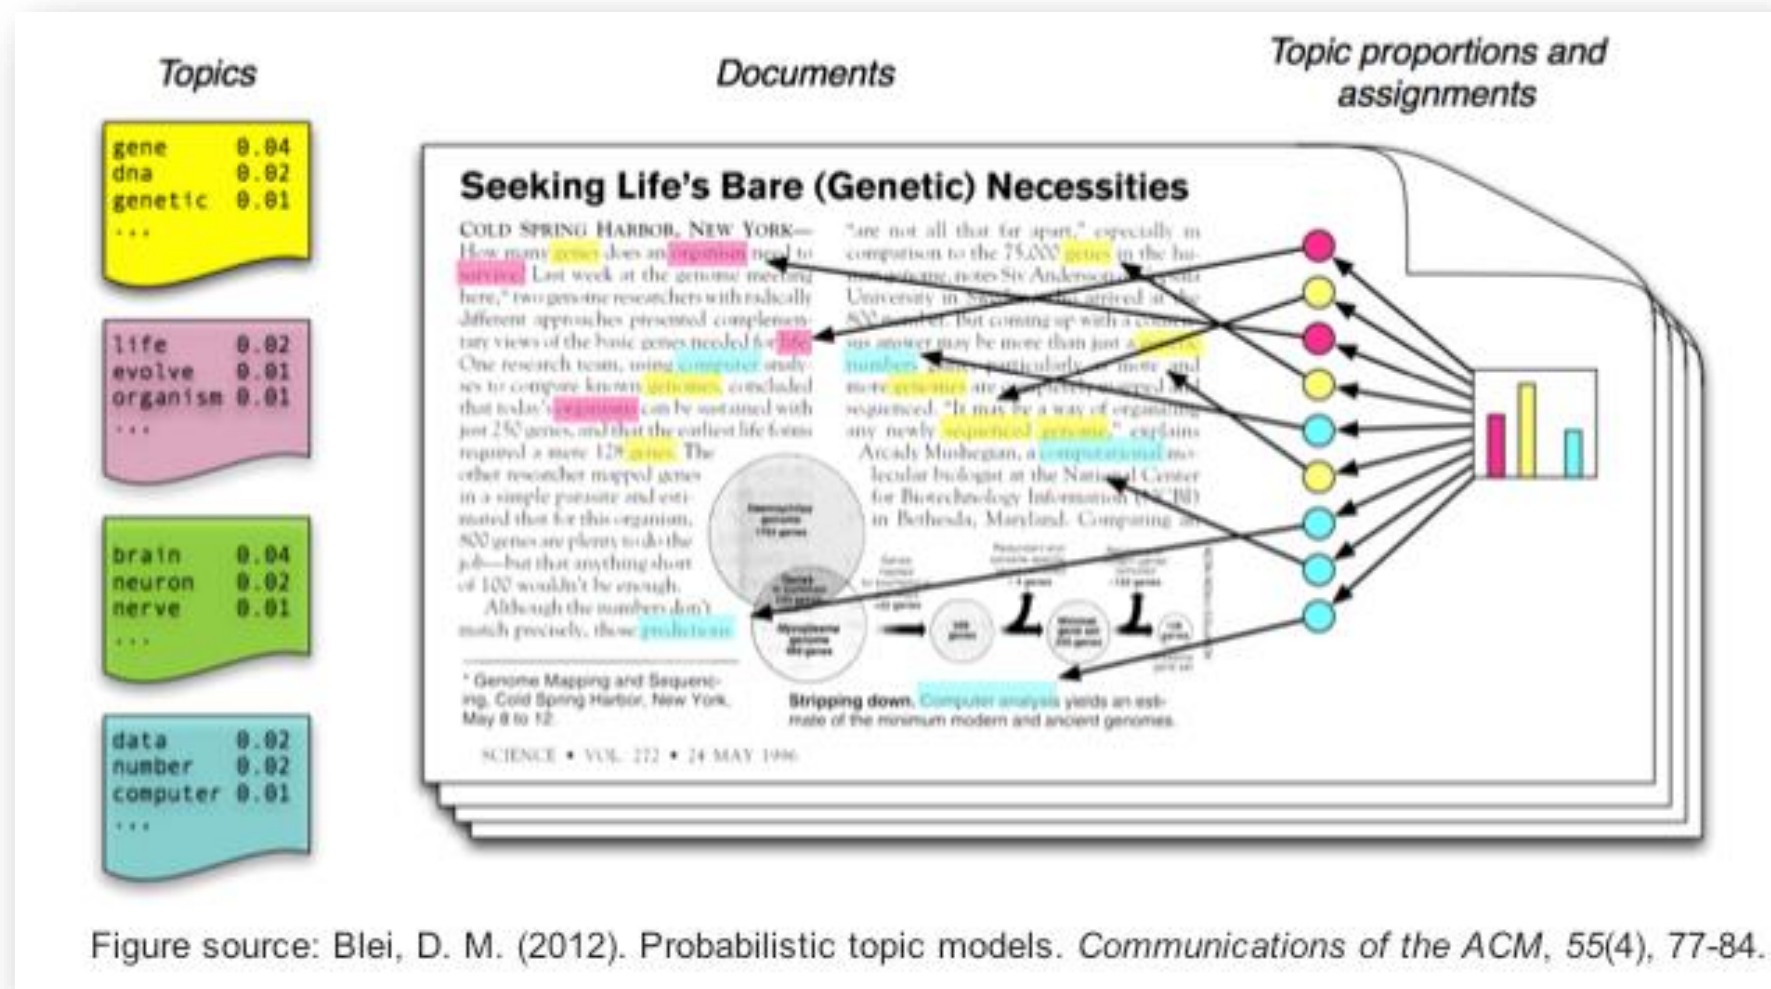 Topics
gene 0.04
dna 0.02
genetic 0.01
...
life 0.02
evolve 0.01
organism 0.01
...
brain 0.04
neuron 0.02
nerve 0.01
...
data 0.02
number 0.02
computer 0.01
...
Documents
Seeking Life's Bare (Genetic) Necessities
COLD SPRING HARBOR, NEW YORK—
How many genes does an organism need to
survive? Last week at the genome meeting
here,* two genome researchers with radically
different approaches presented complemen-
tary views of the basic genes needed for life.
One research team, using computer analy-
ses to compare known genomes, concluded
that today's organisms can be sustained with
just 250 genes, and that the earliest life forms
required a mere 128 genes. The
other researcher mapped genes
in a simple parasite and esti-
mated that for this organism,
800 genes are plenty to do the
job—but that anything short
of 100 wouldn't be enough.
Although the numbers don't
match precisely, those predictions
* Genome Mapping and Sequenc-
ing, Cold Spring Harbor, New York,
May 8 to 12.
"are not all that far apart," especially in
comparison to the 75,000 genes in the hu-
genome, notes Siv Andersson
University in arrived at the
800 number. But coming up with a
sus answer may be more than just a
numbers particularly more and
more genomes are completely mapped and
sequenced. "It may be a way of organizing
any newly sequenced genome," explains
Arcady Mushegian, a computational mo-
lecular biologist at the National Center
for Biotechnology Information (NCBI)
in Bethesda, Maryland. Comparing an
Haemophilus
genome
1703 genes
Genes
in common
Mycoplasma
genome
genes
genes
Minimal
gene set
genes
Stripping down. Computer analysis yields an esti-
mate of the minimum modern and ancient genomes.
SCIENCE • VOL. 272 • 24 MAY 1996
Topic proportions and
assignments
Figure source: Blei, D. M. (2012). Probabilistic topic models. Communications of the ACM, 55(4), 77-84.